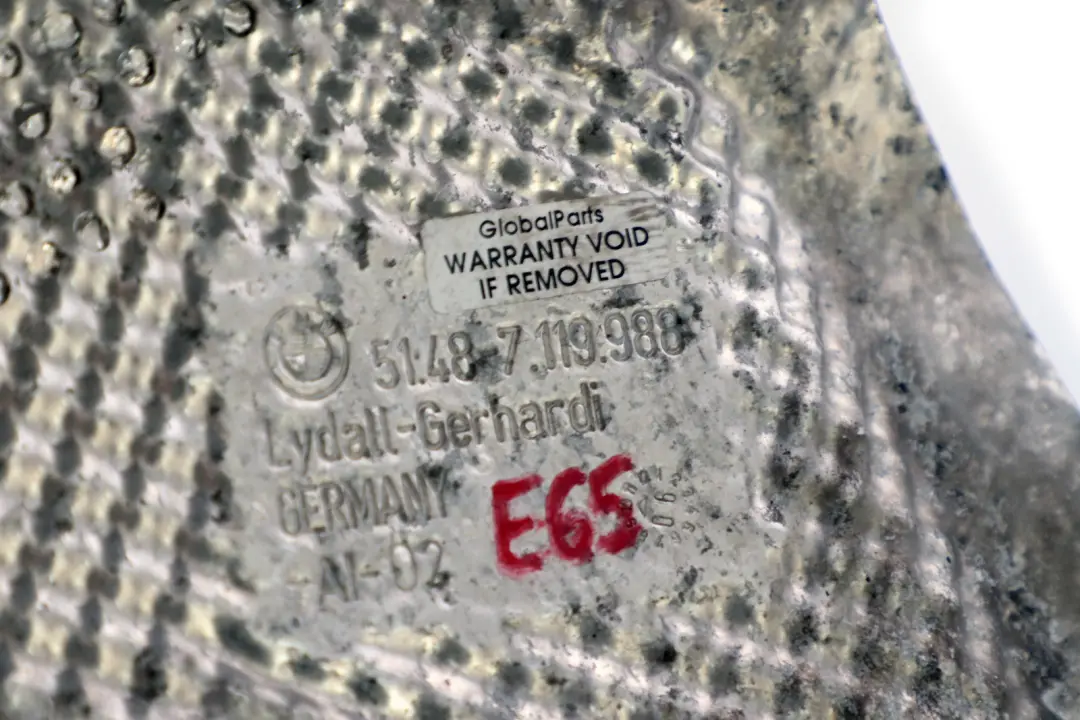 GlobalParts
WARRANTY VOID
IF REMOVED
51.48-7.119.988
Lydall-Gerhardi
GERMANY
E65
Al-02